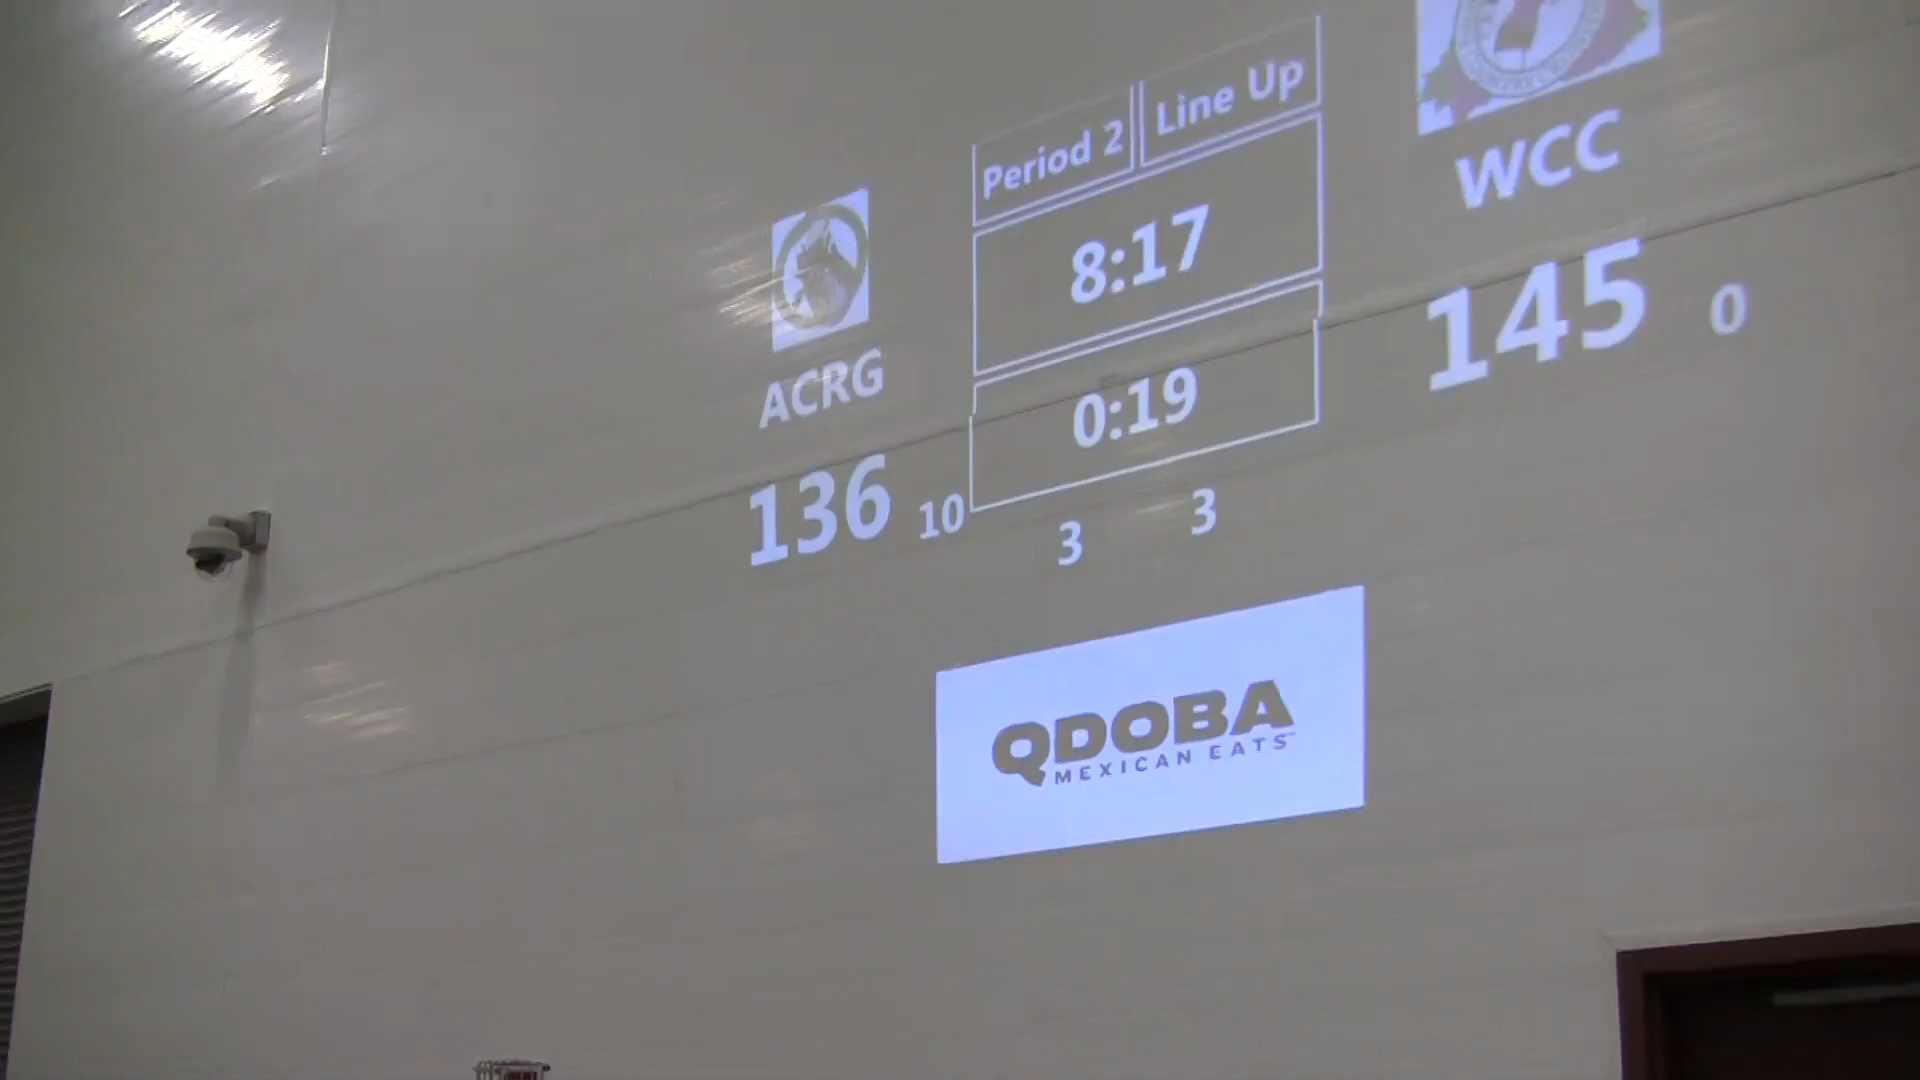 Period 2
Line Up
8:17
0:19
ACRG
136
10
WCC
145
0
3
3
QDOBA
MEXICAN EATS